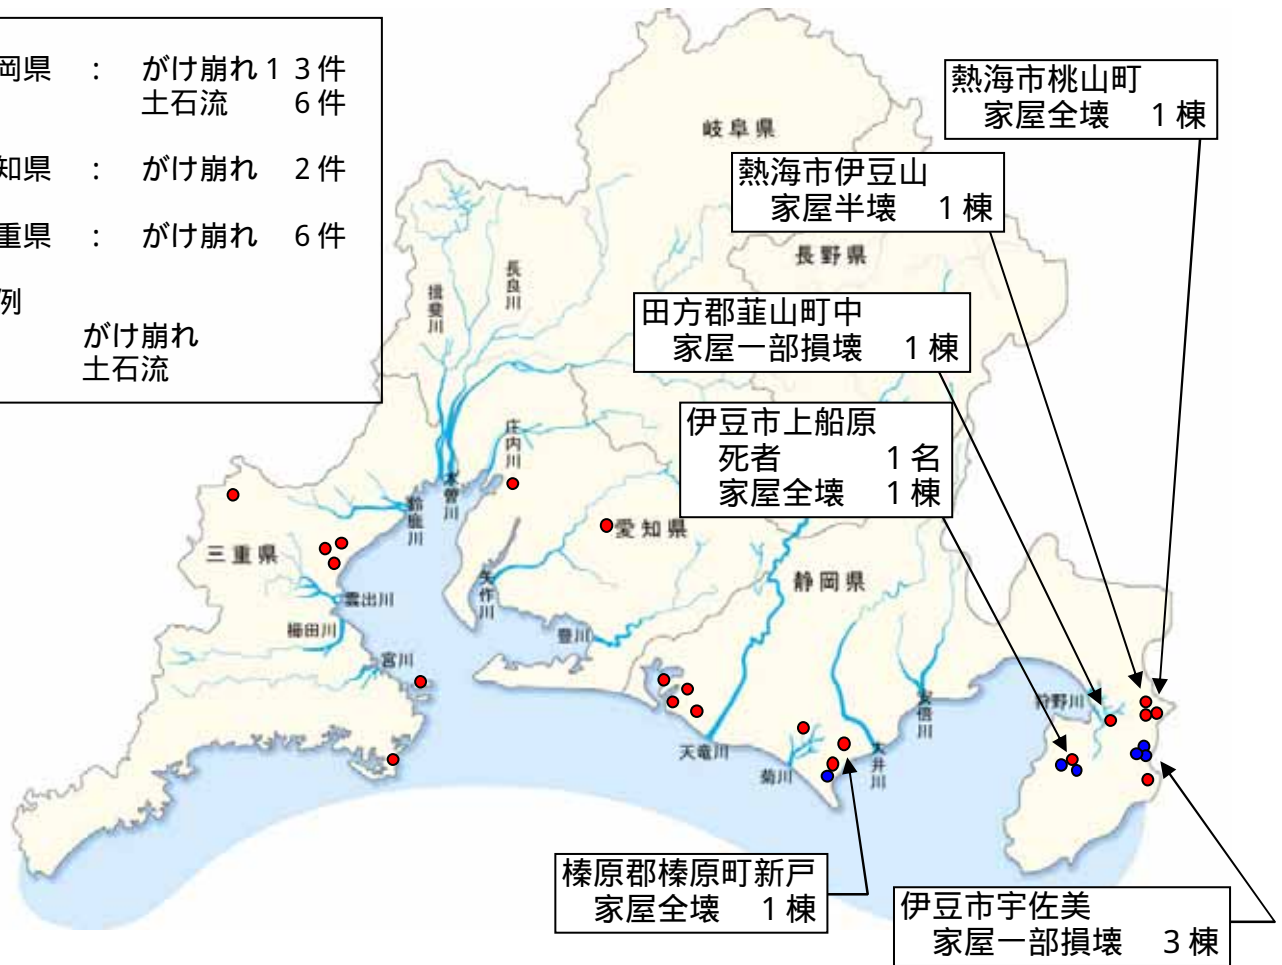 岡県 : がけ崩れ１３件
土石流 ６件
知県 : がけ崩れ ２件
重県 : がけ崩れ ６件
例
がけ崩れ
土石流
熱海市桃山町
家屋全壊 １棟
熱海市伊豆山
家屋半壊 １棟
田方郡韮山町中
家屋一部損壊 １棟
伊豆市上船原
死者 １名
家屋全壊 １棟
榛原郡榛原町新戸
家屋全壊 １棟
伊豆市宇佐美
家屋一部損壊 ３棟
岐阜県
長野県
愛知県
静岡県
三重県
揖斐川
長良川
庄内川
木曽川
鈴鹿川
雲出川
櫛田川
宮川
矢作川
豊川
天竜川
菊川
大井川
安倍川
狩野川